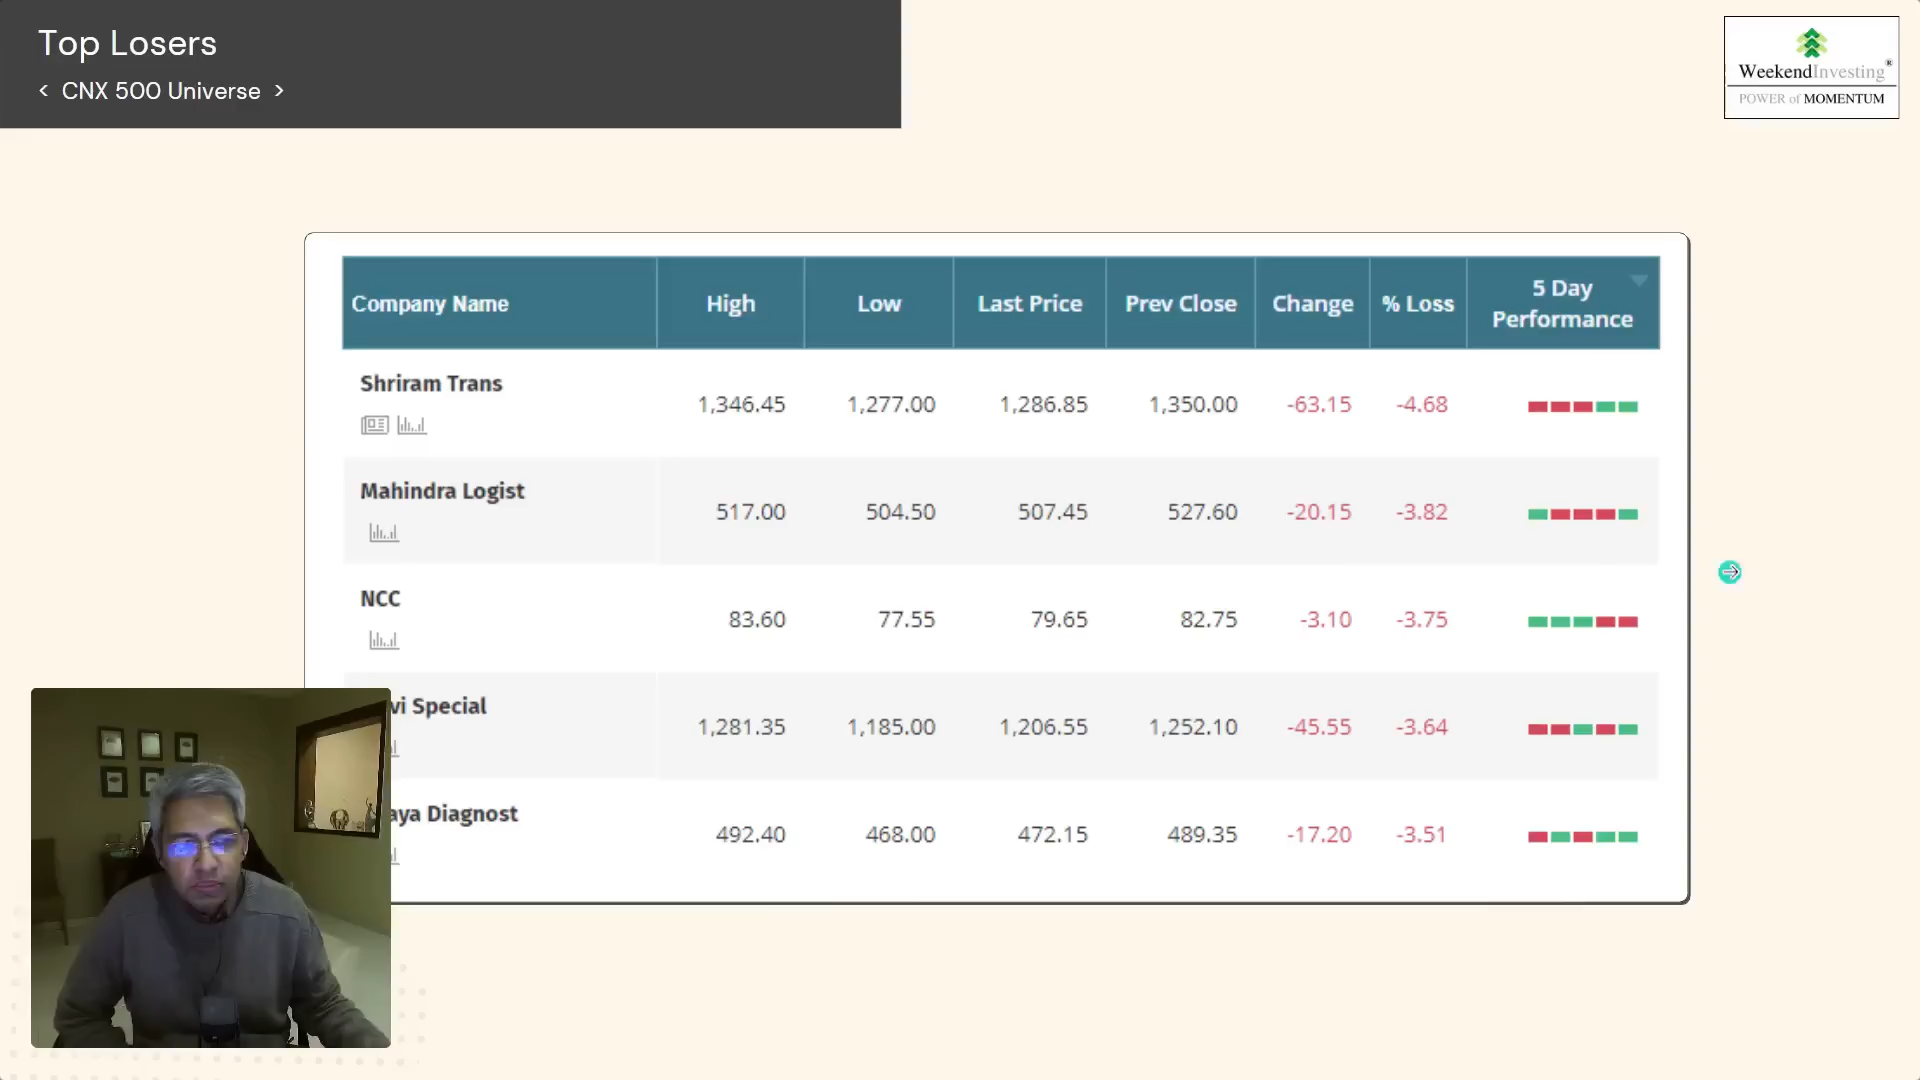 Top Losers
< CNX 500 Universe >
WeekendInvesting®
POWER of MOMENTUM
Company Name High Low Last Price Prev Close Change % Loss 5 Day Performance
Shriram Trans 1,346.45 1,277.00 1,286.85 1,350.00 -63.15 -4.68
Mahindra Logist 517.00 504.50 507.45 527.60 -20.15 -3.82
NCC 83.60 77.55 79.65 82.75 -3.10 -3.75
vi Special 1,281.35 1,185.00 1,206.55 1,252.10 -45.55 -3.64
aya Diagnost 492.40 468.00 472.15 489.35 -17.20 -3.51